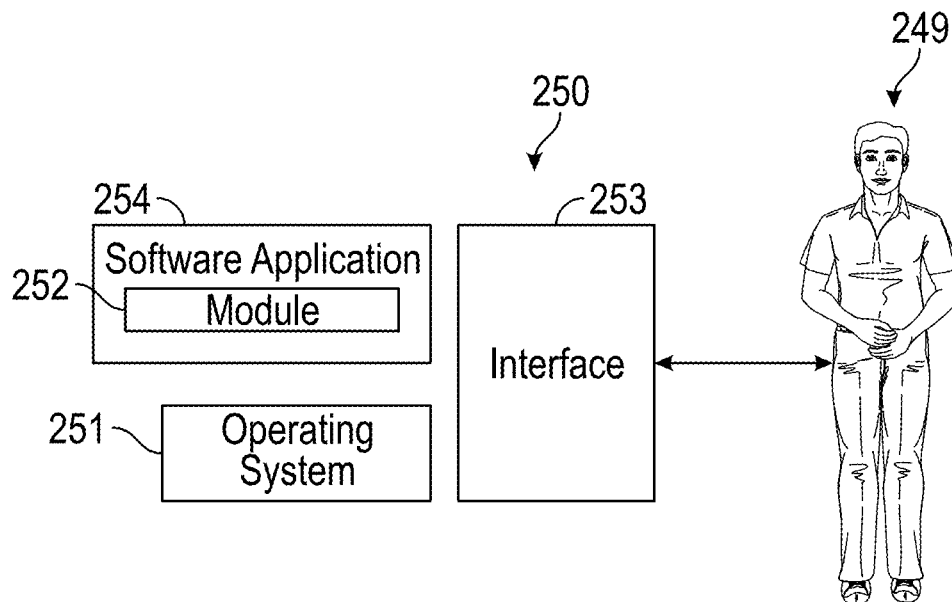 249
250
254
253
Software Application
252
Module
Interface
251
Operating
System